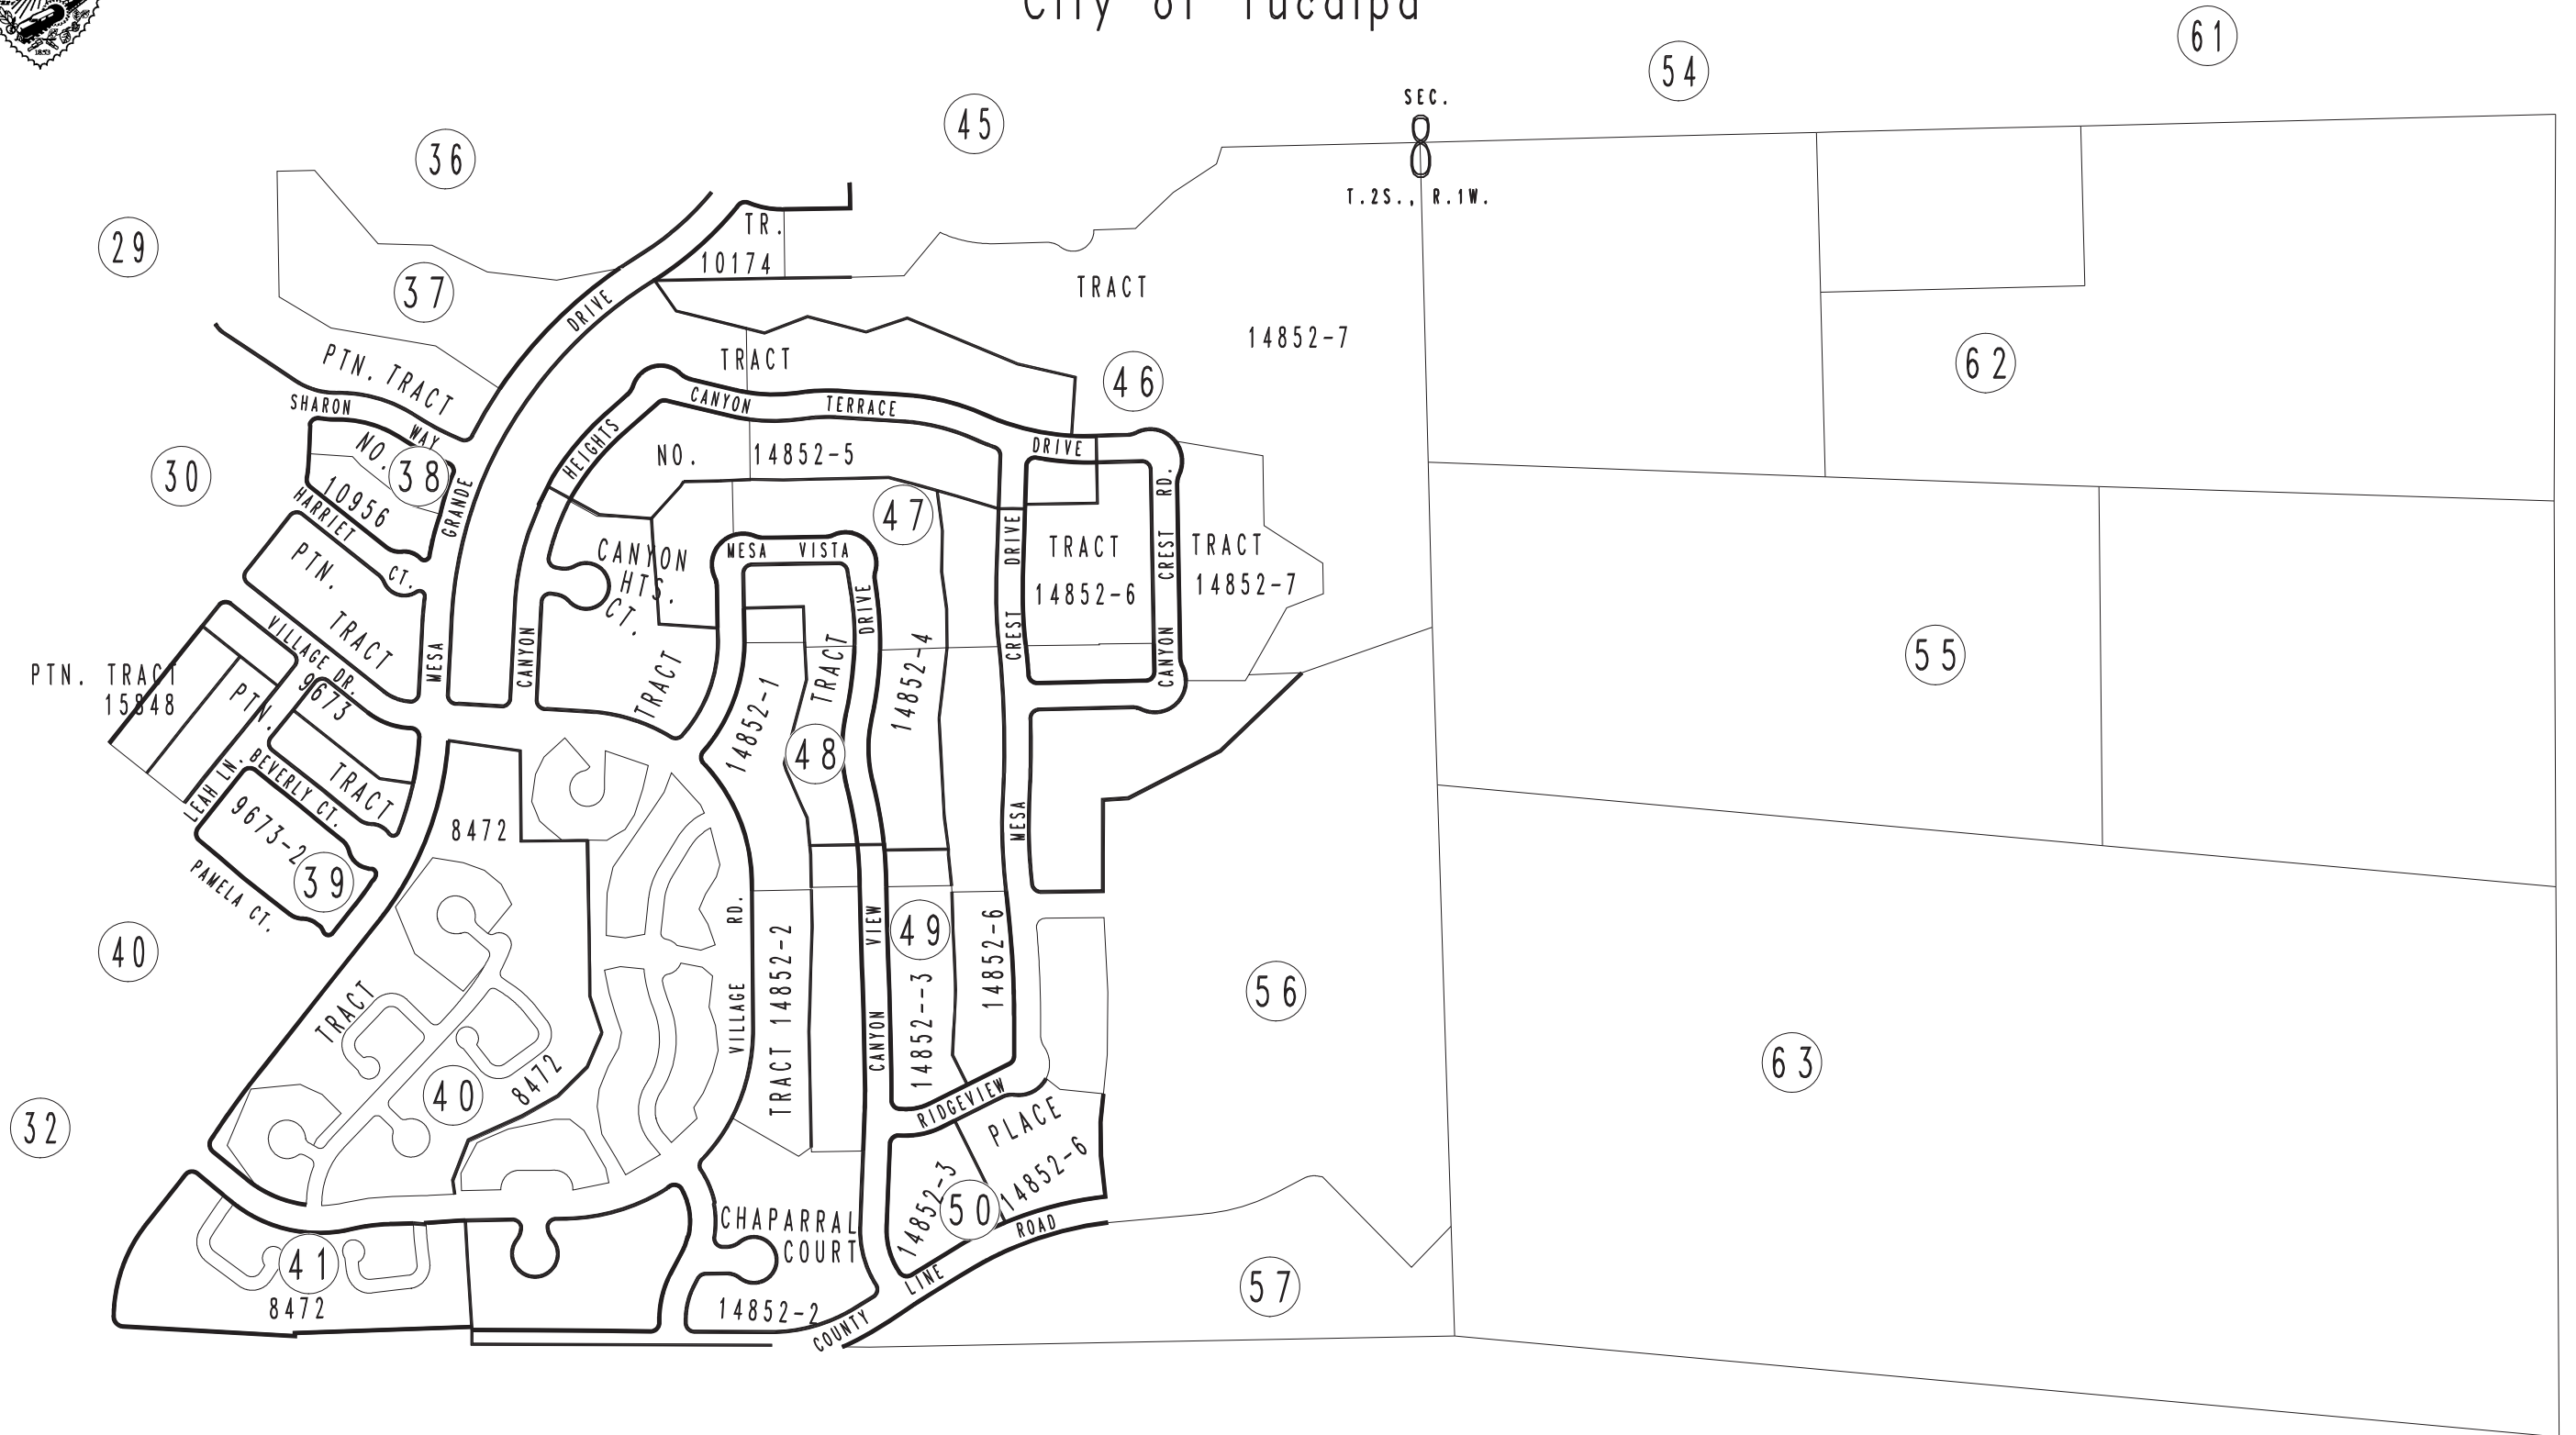 City of Yucaipa
1853
61
54
SEC.
8
8
T.2S., R.1W.
45
36
29
37
TR.
10174
TRACT
14852-7
DRIVE
PTN. TRACT
TRACT
46
62
SHARON
WAY
CANYON TERRACE DRIVE
NO.
38
10956
HEIGHTS
NO. 14852-5
30
HARRIET CT.
GRANDE
47
RD.
PTN.
TRACT
CANYON
HTS.
CT.
MESA VISTA
DRIVE
DRIVE
TRACT
14852-6
CREST
TRACT
14852-7
VILLAGE DR.
MESA
CANYON
TRACT
TRACT
14852-4
CREST
CANYON
55
PTN. TRACT
15848
PTN.
9673
14852-1
48
LEAH LN.
BEVERLY CT.
TRACT
9673-2
39
8472
MESA
PAMELA CT.
40
RD.
VIEW
49
14852-6
TRACT 14852-2
56
TRACT
VILLAGE
CANYON
14852--3
63
40
8472
32
RIDGEVIEW
PLACE
14852-3
50
14852-6
CHAPARRAL
COURT
ROAD
41
8472
LINE
57
14852-2
COUNTY